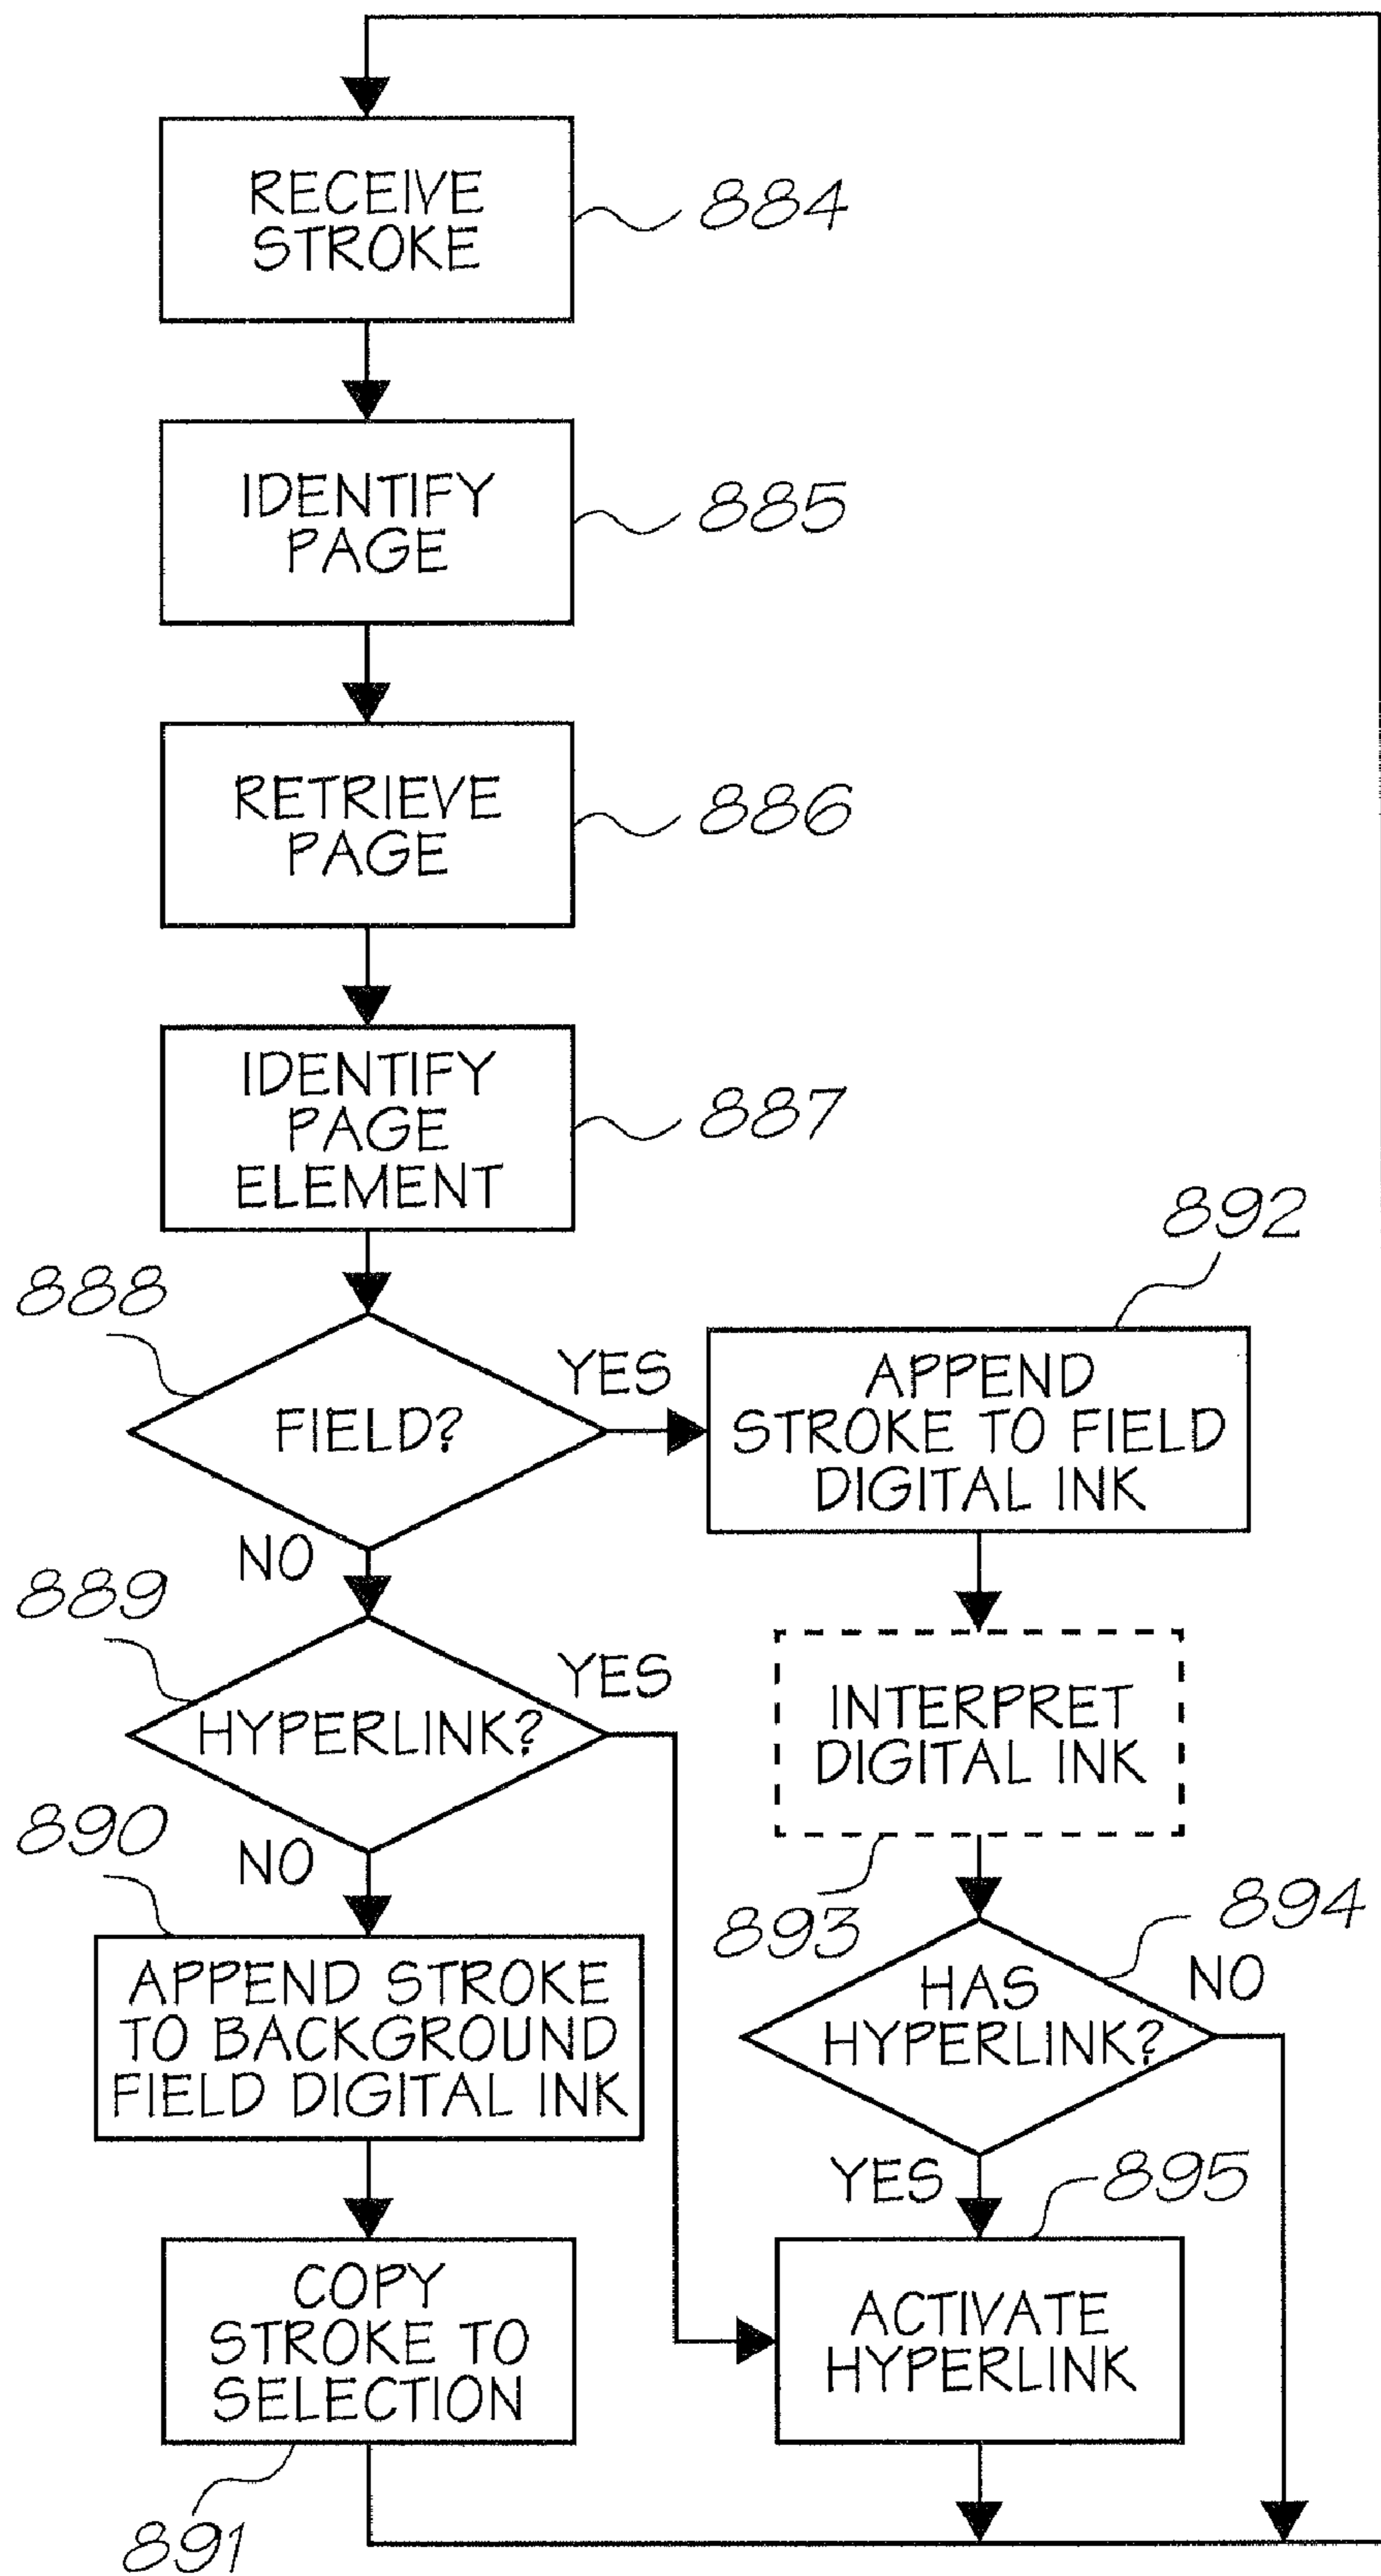 RECEIVE
STROKE
884
IDENTIFY
PAGE
885
RETRIEVE
PAGE
886
IDENTIFY
PAGE
ELEMENT
887
888
FIELD?
YES
NO
892
APPEND
STROKE TO FIELD
DIGITAL INK
889
HYPERLINK?
YES
NO
INTERPRET
DIGITAL INK
893
890
APPEND STROKE
TO BACKGROUND
FIELD DIGITAL INK
894
HAS
HYPERLINK?
NO
YES
COPY
STROKE TO
SELECTION
891
895
ACTIVATE
HYPERLINK